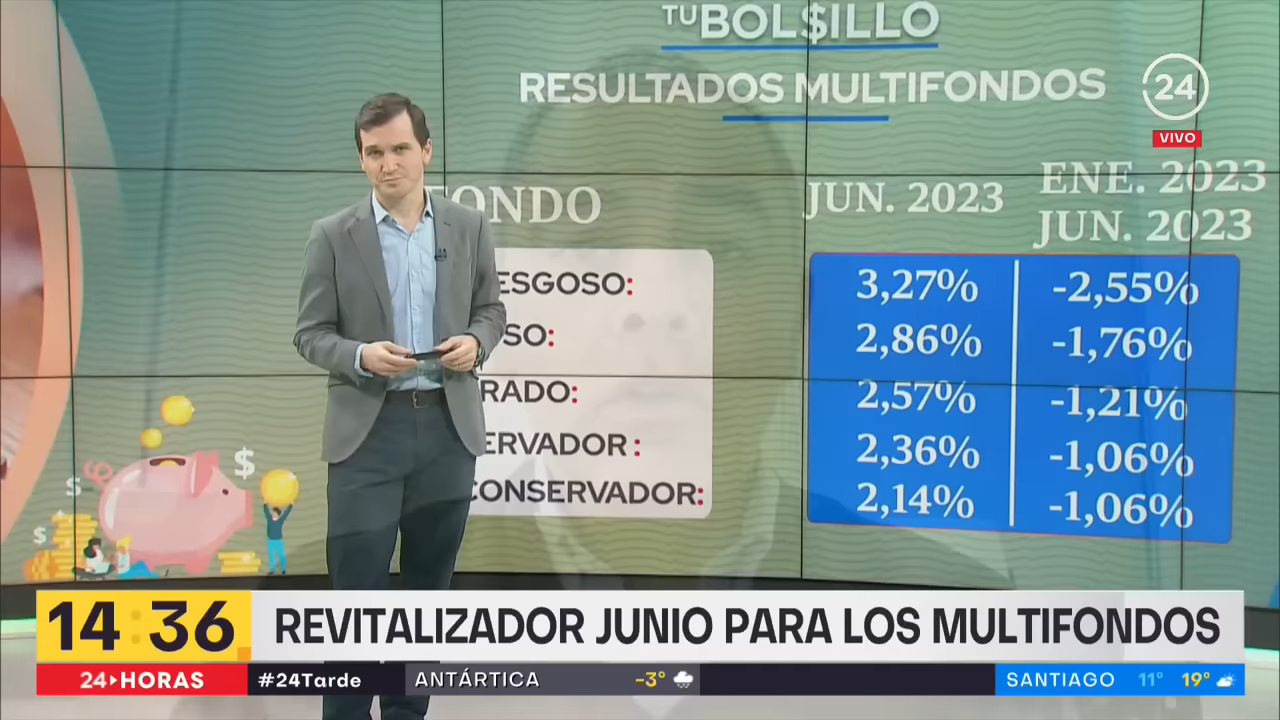 TU BOL$ILLO
RESULTADOS MULTIFONDOS
24
VIVO
FONDO JUN. 2023 ENE. 2023
JUN. 2023
ESGOSO: 3,27% -2,55%
SO: 2,86% -1,76%
RADO: 2,57% -1,21%
ERVADOR: 2,36% -1,06%
CONSERVADOR: 2,14% -1,06%
14:36 REVITALIZADOR JUNIO PARA LOS MULTIFONDOS
24 HORAS #24Tarde ANTÁRTICA -3° SANTIAGO 11° 19°